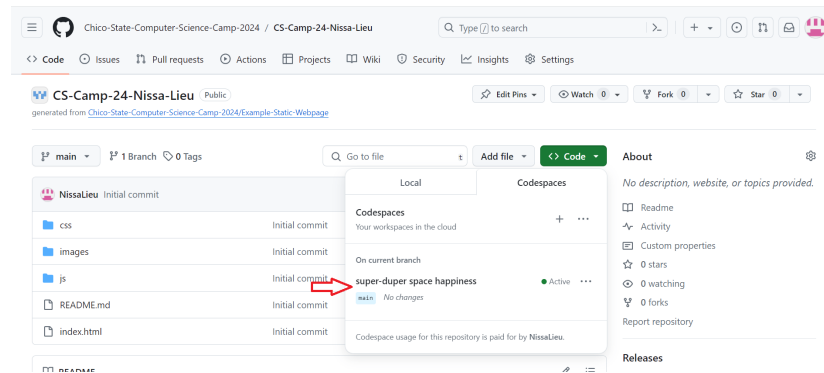 Chico-State-Computer-Science-Camp-2024 / CS-Camp-24-Nissa-Lieu
Type / to search
Code Issues Pull requests Actions Projects Wiki Security Insights Settings
CS-Camp-24-Nissa-Lieu Public
Edit Pins Watch 0 Fork 0 Star 0
generated from Chico-State-Computer-Science-Camp-2024/Example-Static-Webpage
main 1 Branch 0 Tags
Go to file t
Add file
<> Code
NissaLieu Initial commit
css Initial commit
images Initial commit
js Initial commit
README.md Initial commit
index.html Initial commit
README
Local Codespaces
Codespaces
Your workspaces in the cloud
On current branch
super-duper space happiness Active
main No changes
Codespace usage for this repository is paid for by NissaLieu.
About
No description, website, or topics provided.
Readme
Activity
Custom properties
0 stars
0 watching
0 forks
Report repository
Releases